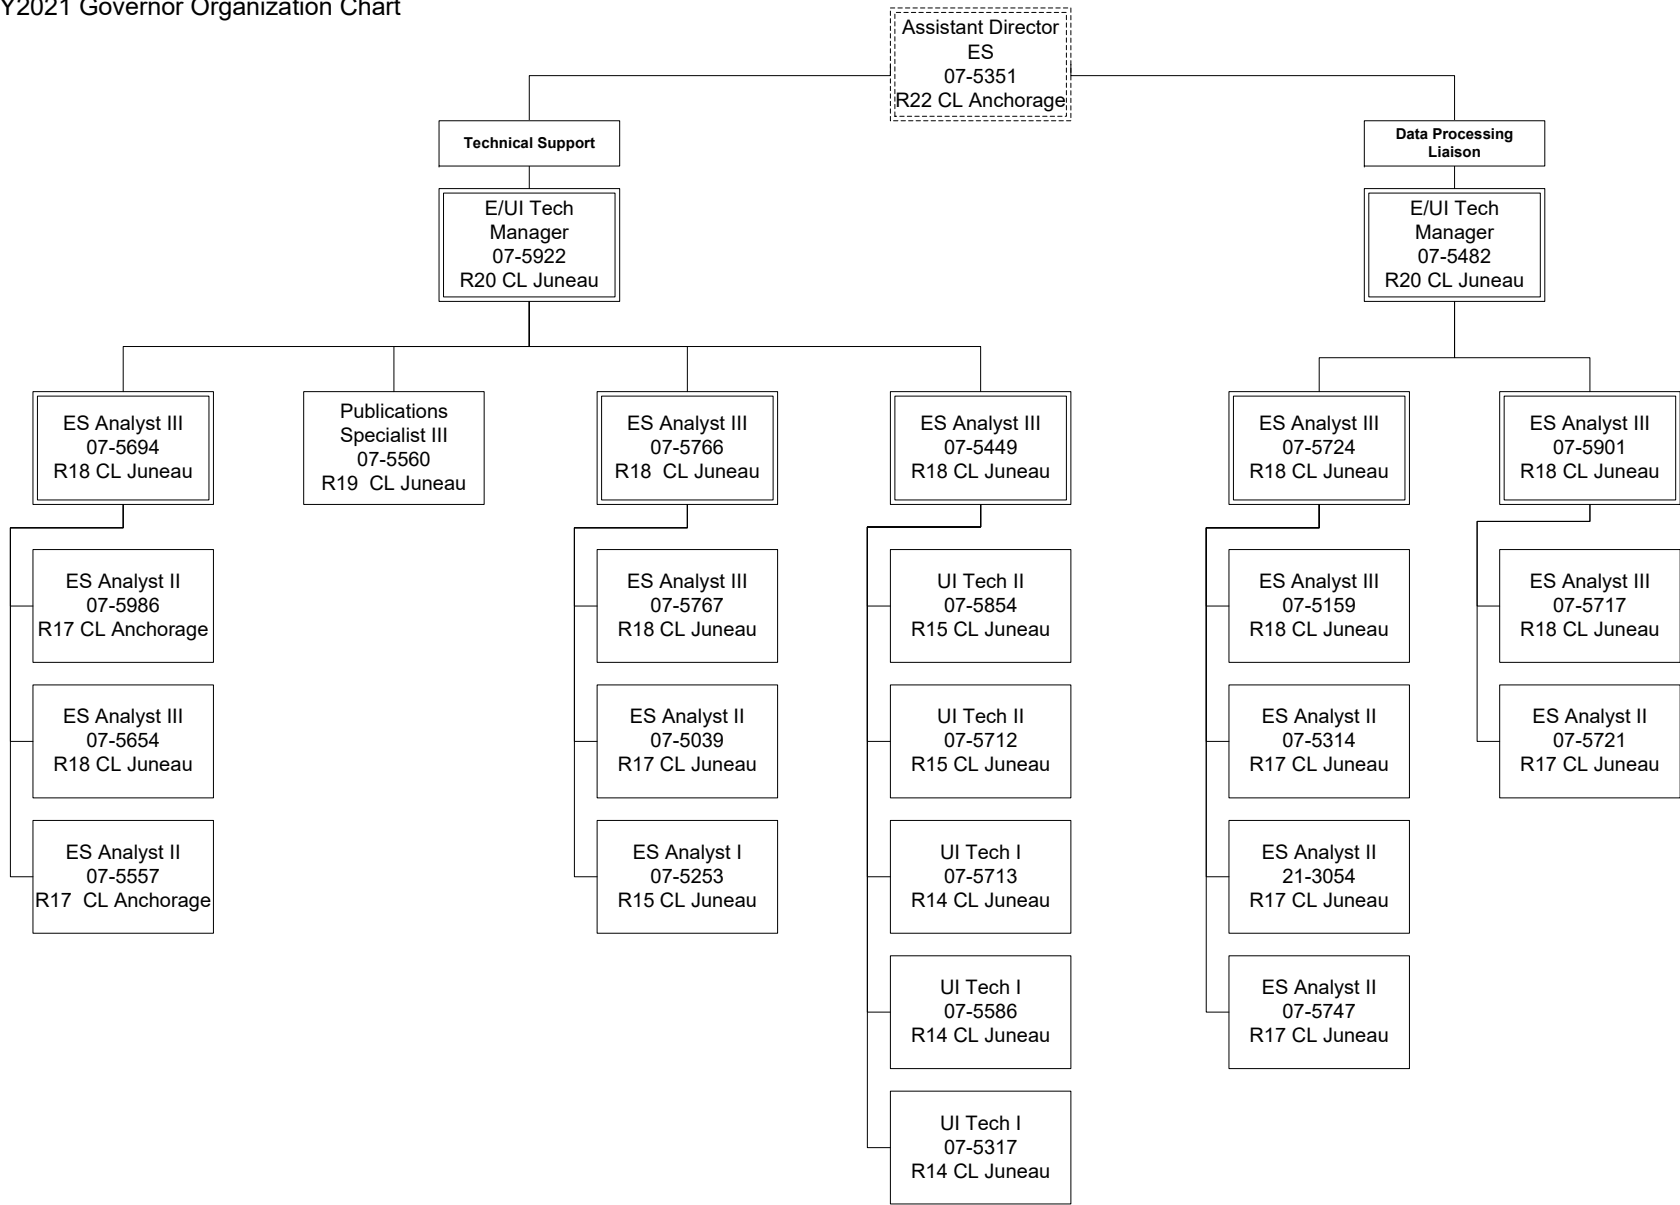 Y2021 Governor Organization Chart
Assistant Director
ES
07-5351
R22 CL Anchorage
Technical Support
Data Processing
Liaison
E/UI Tech
Manager
07-5922
R20 CL Juneau
E/UI Tech
Manager
07-5482
R20 CL Juneau
ES Analyst III
07-5694
R18 CL Juneau
Publications
Specialist III
07-5560
R19  CL Juneau
ES Analyst III
07-5766
R18  CL Juneau
ES Analyst III
07-5449
R18 CL Juneau
ES Analyst III
07-5724
R18 CL Juneau
ES Analyst III
07-5901
R18 CL Juneau
ES Analyst II
07-5986
R17 CL Anchorage
ES Analyst III
07-5767
R18 CL Juneau
UI Tech II
07-5854
R15 CL Juneau
ES Analyst III
07-5159
R18 CL Juneau
ES Analyst III
07-5717
R18 CL Juneau
ES Analyst III
07-5654
R18 CL Juneau
ES Analyst II
07-5039
R17 CL Juneau
UI Tech II
07-5712
R15 CL Juneau
ES Analyst II
07-5314
R17 CL Juneau
ES Analyst II
07-5721
R17 CL Juneau
ES Analyst II
07-5557
R17  CL Anchorage
ES Analyst I
07-5253
R15 CL Juneau
UI Tech I
07-5713
R14 CL Juneau
ES Analyst II
21-3054
R17 CL Juneau
UI Tech I
07-5586
R14 CL Juneau
ES Analyst II
07-5747
R17 CL Juneau
UI Tech I
07-5317
R14 CL Juneau